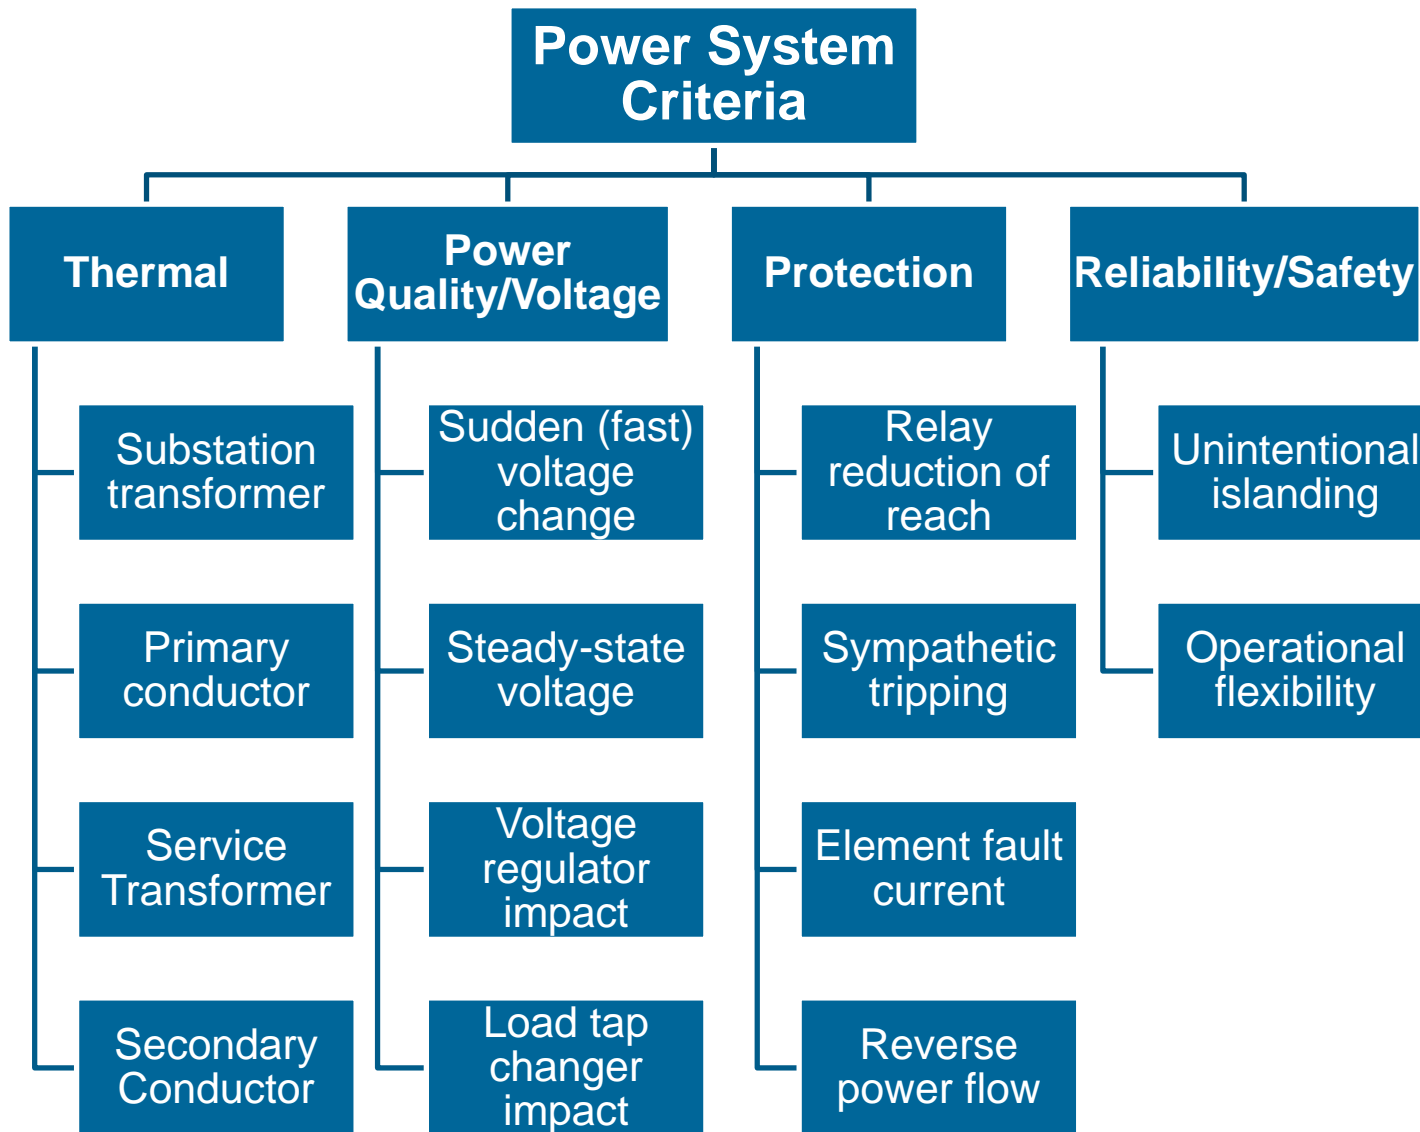 Power System
Criteria
Thermal
Power
Quality/Voltage
Protection
Reliability/Safety
Substation
transformer
Primary
conductor
Service
Transformer
Secondary
Conductor
Sudden (fast)
voltage
change
Steady-state
voltage
Voltage
regulator
impact
Load tap
changer
impact
Relay
reduction of
reach
Sympathetic
tripping
Element fault
current
Reverse
power flow
Unintentional
islanding
Operational
flexibility